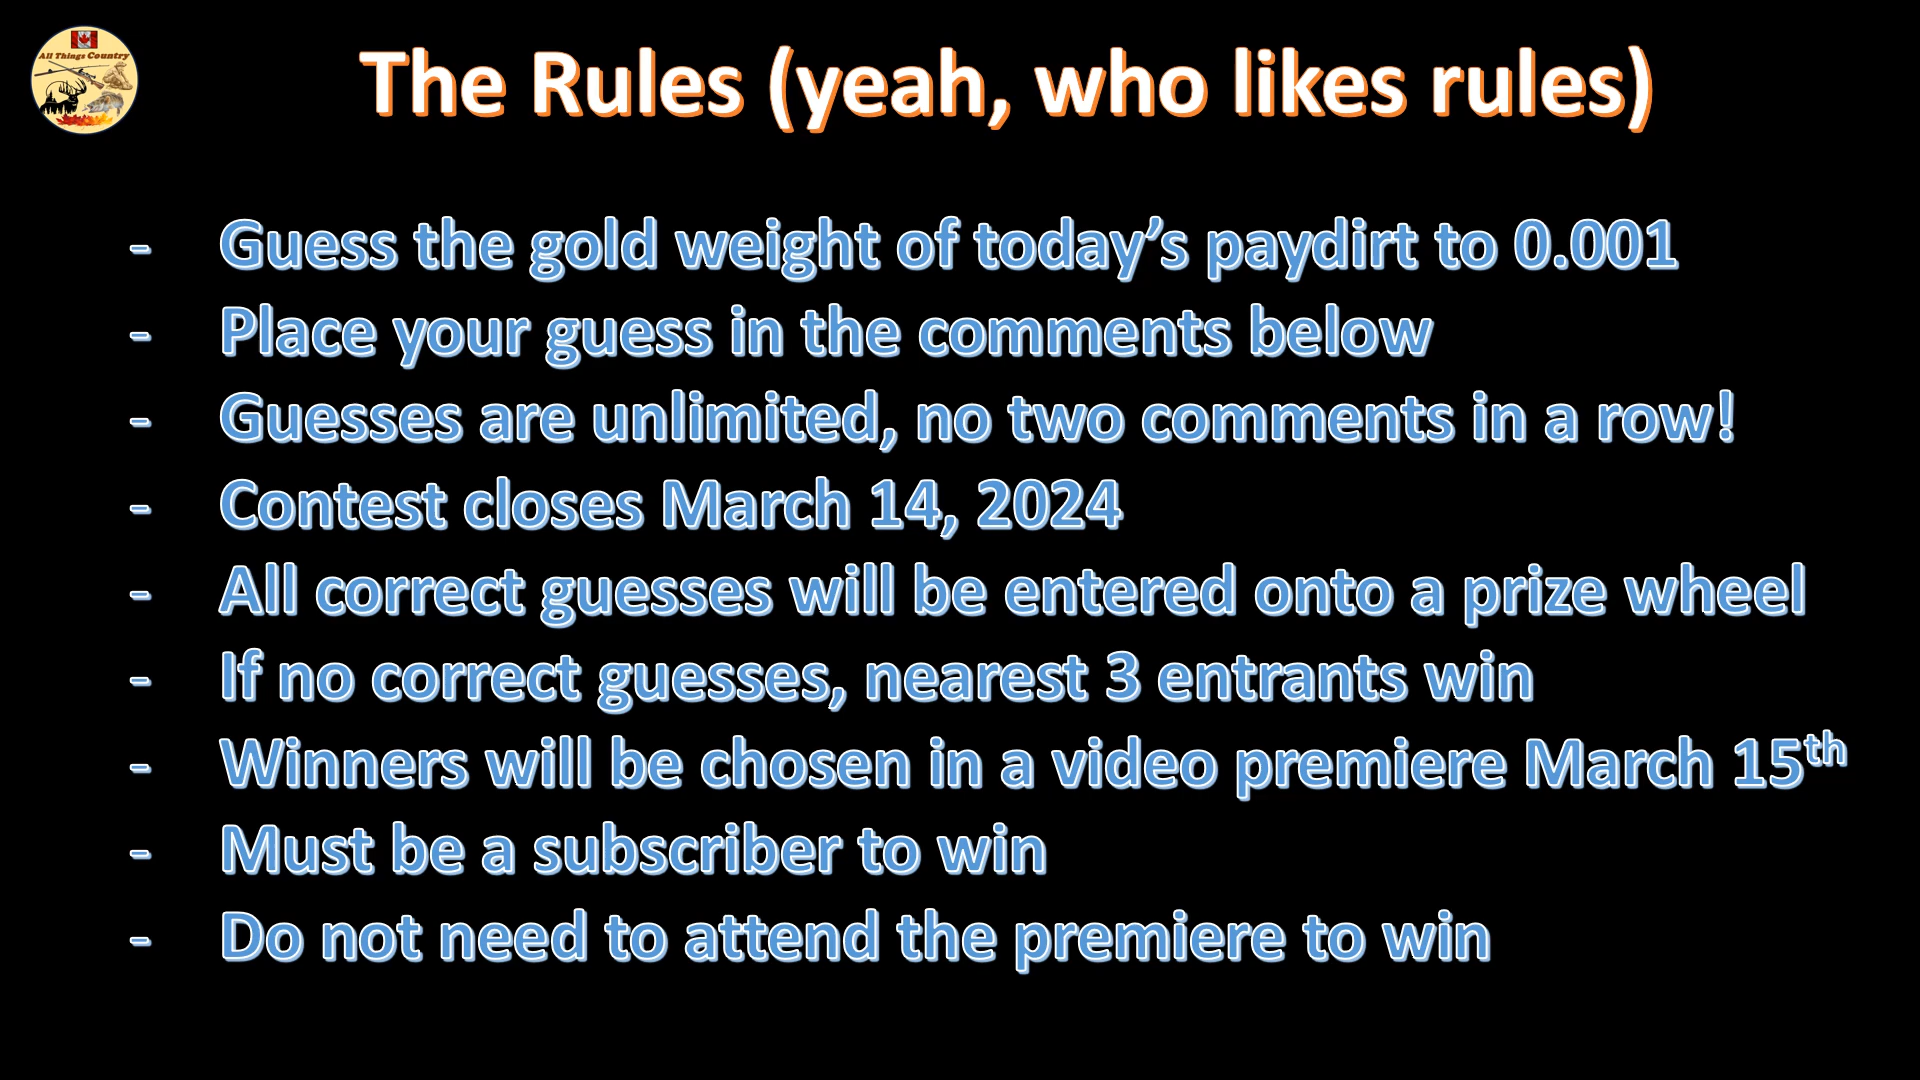 All Things Country
The Rules (yeah, who likes rules)
- Guess the gold weight of today’s paydirt to 0.001
- Place your guess in the comments below
- Guesses are unlimited, no two comments in a row!
- Contest closes March 14, 2024
- All correct guesses will be entered onto a prize wheel
- If no correct guesses, nearest 3 entrants win
- Winners will be chosen in a video premiere March 15th
- Must be a subscriber to win
- Do not need to attend the premiere to win